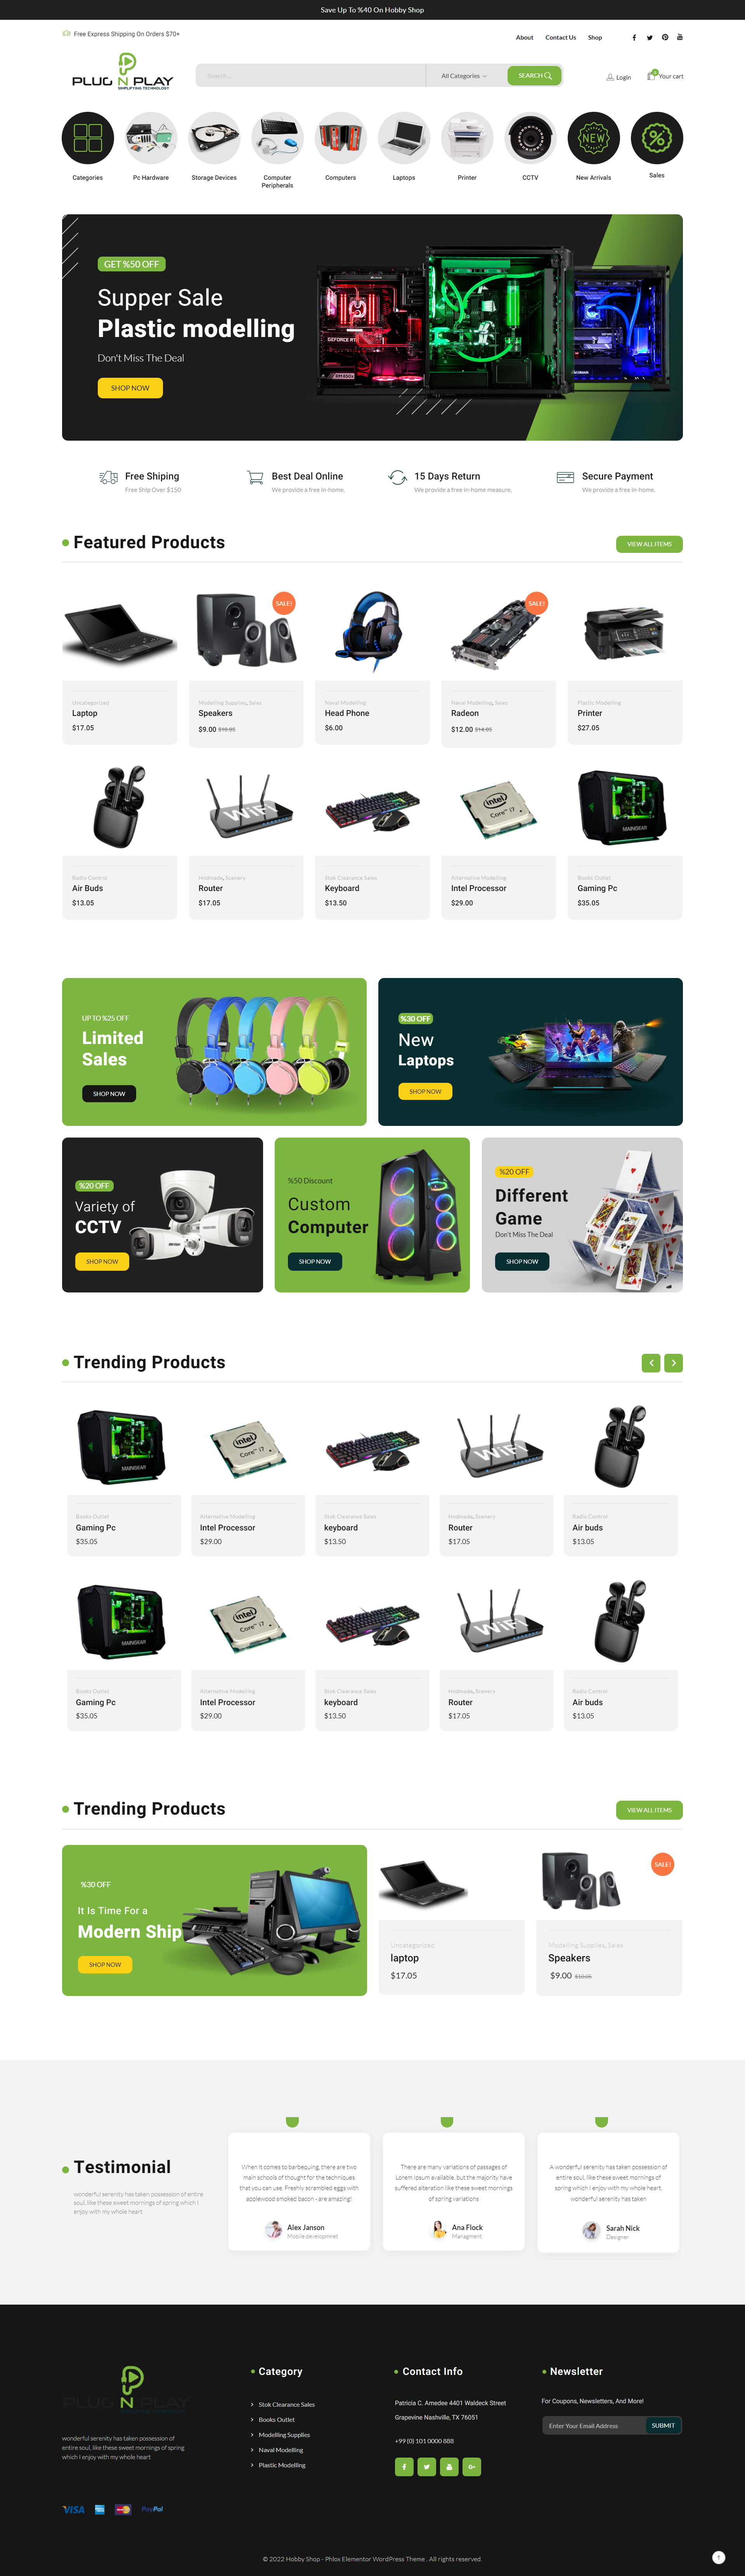 Save Up To %40 On Hobby Shop
Free Express Shipping On Orders $70+
About Contact Us Shop
PLUG N PLAY
SIMPLIFYING TECHNOLOGY
Search...
All Categories
SEARCH
Login
0
Your cart
NEW
Categories
Pc Hardware
Storage Devices
Computer
Peripherals
Computers
Laptops
Printer
CCTV
New Arrivals
Sales
GET %50 OFF
Supper Sale
Plastic modelling
Don't Miss The Deal
SHOP NOW
GEFORCE RTX
Free Shiping
Free Ship Over $150
Best Deal Online
We provide a free in-home.
15 Days Return
We provide a free in-home measure.
Secure Payment
We provide a free in-home.
Featured Products
VIEW ALL ITEMS
SALE!
SALE!
Uncategorized
Laptop
$17.05
Modelling Supplies, Sales
Speakers
$9.00 $10.05
Naval Modelling
Head Phone
$6.00
Naval Modelling, Sales
Radeon
$12.00 $14.05
Plastic Modelling
Printer
$27.05
WIFI
intel
CORE i7
MAINGEAR
Radio Control
Air Buds
$13.05
Hndmade, Scenery
Router
$17.05
Stok Clearance Sales
Keyboard
$13.50
Alternative Modelling
Intel Processor
$29.00
Books Outlet
Gaming Pc
$35.05
UP TO %25 OFF
Limited
Sales
SHOP NOW
%30 OFF
New
Laptops
SHOP NOW
%20 OFF
Variety of
CCTV
SHOP NOW
%50 Discount
Custom
Computer
SHOP NOW
%20 OFF
Different
Game
Don't Miss The Deal
SHOP NOW
Trending Products
MAINGEAR
intel
CORE i7
WIFI
Books Outlet
Gaming Pc
$35.05
Alternative Modelling
Intel Processor
$29.00
Stok Clearance Sales
keyboard
$13.50
Hndmade, Scenery
Router
$17.05
Radio Control
Air buds
$13.05
MAINGEAR
intel
CORE i7
WIFI
Books Outlet
Gaming Pc
$35.05
Alternative Modelling
Intel Processor
$29.00
Stok Clearance Sales
keyboard
$13.50
Hndmade, Scenery
Router
$17.05
Radio Control
Air buds
$13.05
Trending Products
VIEW ALL ITEMS
%30 OFF
It Is Time For a
Modern Ship
SHOP NOW
SALE!
Uncategorized
laptop
$17.05
Modelling Supplies, Sales
Speakers
$9.00 $10.05
Testimonial
wonderful serenity has taken possession of entire
soul, like these sweet mornings of spring which I
enjoy with my whole heart
When it comes to barbequing, there are two
main schools of thought for the techniques
that you can use. Freshly scrambled eggs with
applewood smoked bacon - are amazing!
Alex Janson
Mobile developmnet
There are many variations of passages of
Lorem Ipsum available, but the majority have
suffered alteration like these sweet mornings
of spring variations
Ana Flock
Managment
A wonderful serenity has taken possession of
entire soul, like these sweet mornings of
spring which I enjoy with my whole heart.
wonderful serenity has taken
Sarah Nick
Designer
PLUG N PLAY
wonderful serenity has taken possession of
entire soul, like these sweet mornings of spring
which I enjoy with my whole heart
VISA
MasterCard
PayPal
Category
Stok Clearance Sales
Books Outlet
Modelling Supplies
Naval Modelling
Plastic Modelling
Contact Info
Patricia C. Amedee 4401 Waldeck Street
Grapevine Nashville, TX 76051
+99 (0) 101 0000 888
Newsletter
For Coupons, Newsletters, And More!
Enter Your Email Address
SUBMIT
© 2022 Hobby Shop - Phlox Elementor WordPress Theme . All rights reserved.